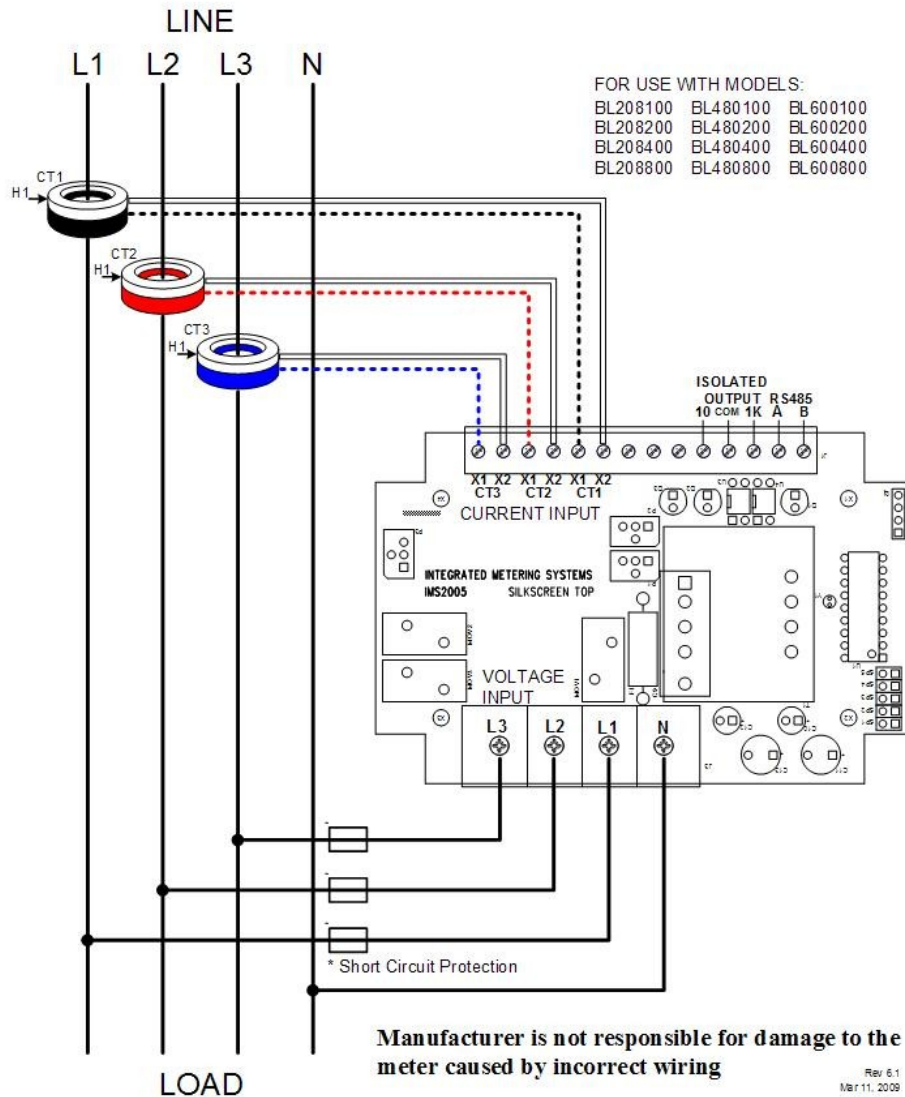 LINE
L1 L2 L3 N
FOR USE WITH MODELS:
BL208100 BL480100 BL600100
BL208200 BL480200 BL600200
BL208400 BL480400 BL600400
BL208800 BL480800 BL600800
CT1
H1
CT2
H1
CT3
H1
ISOLATED
OUTPUT RS485
10 COM 1K A B
X1 X2 X1 X2 X1 X2
CT3 CT2 CT1
CURRENT INPUT
INTEGRATED METERING SYSTEMS
IMS2005 SILKSCREEN TOP
MOV2
VOLTAGE
INPUT
L3 L2 L1 N
* Short Circuit Protection
Manufacturer is not responsible for damage to the
meter caused by incorrect wiring
LOAD
Rev 6.1
Mar 11, 2009